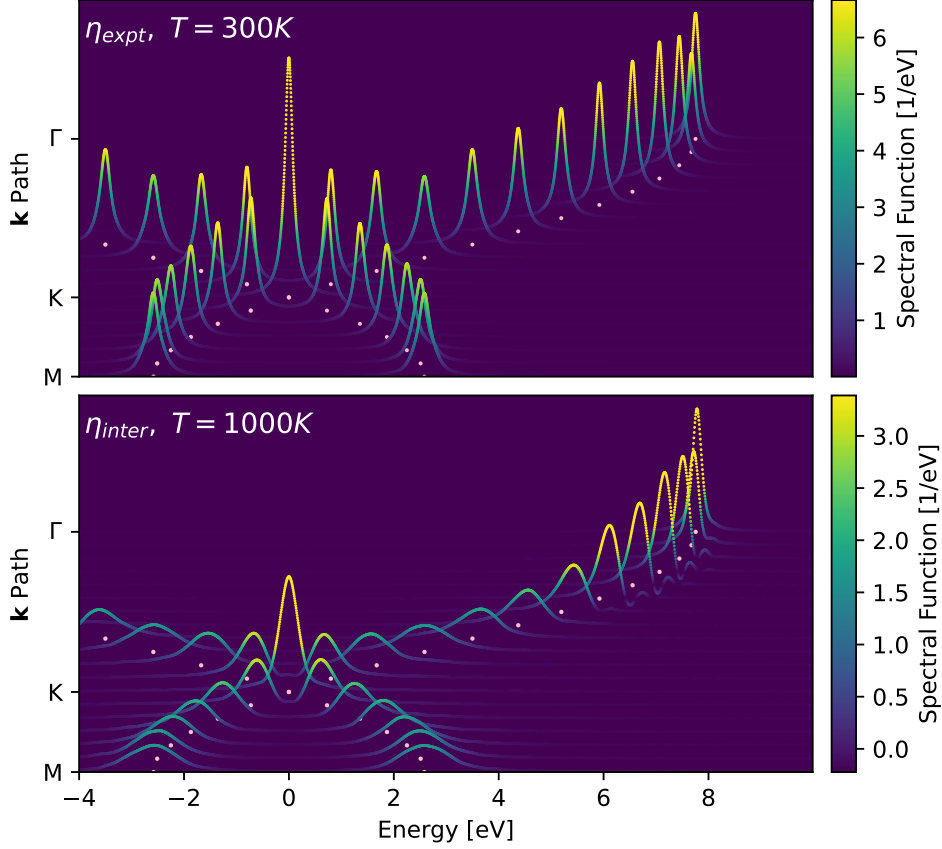 η_expt, T = 300K
Γ
K
M
k Path
6
5
4
3
2
1
Spectral Function [1/eV]
η_inter, T = 1000K
Γ
K
M
k Path
−4 −2 0 2 4 6 8
Energy [eV]
3.0
2.5
2.0
1.5
1.0
0.5
0.0
Spectral Function [1/eV]